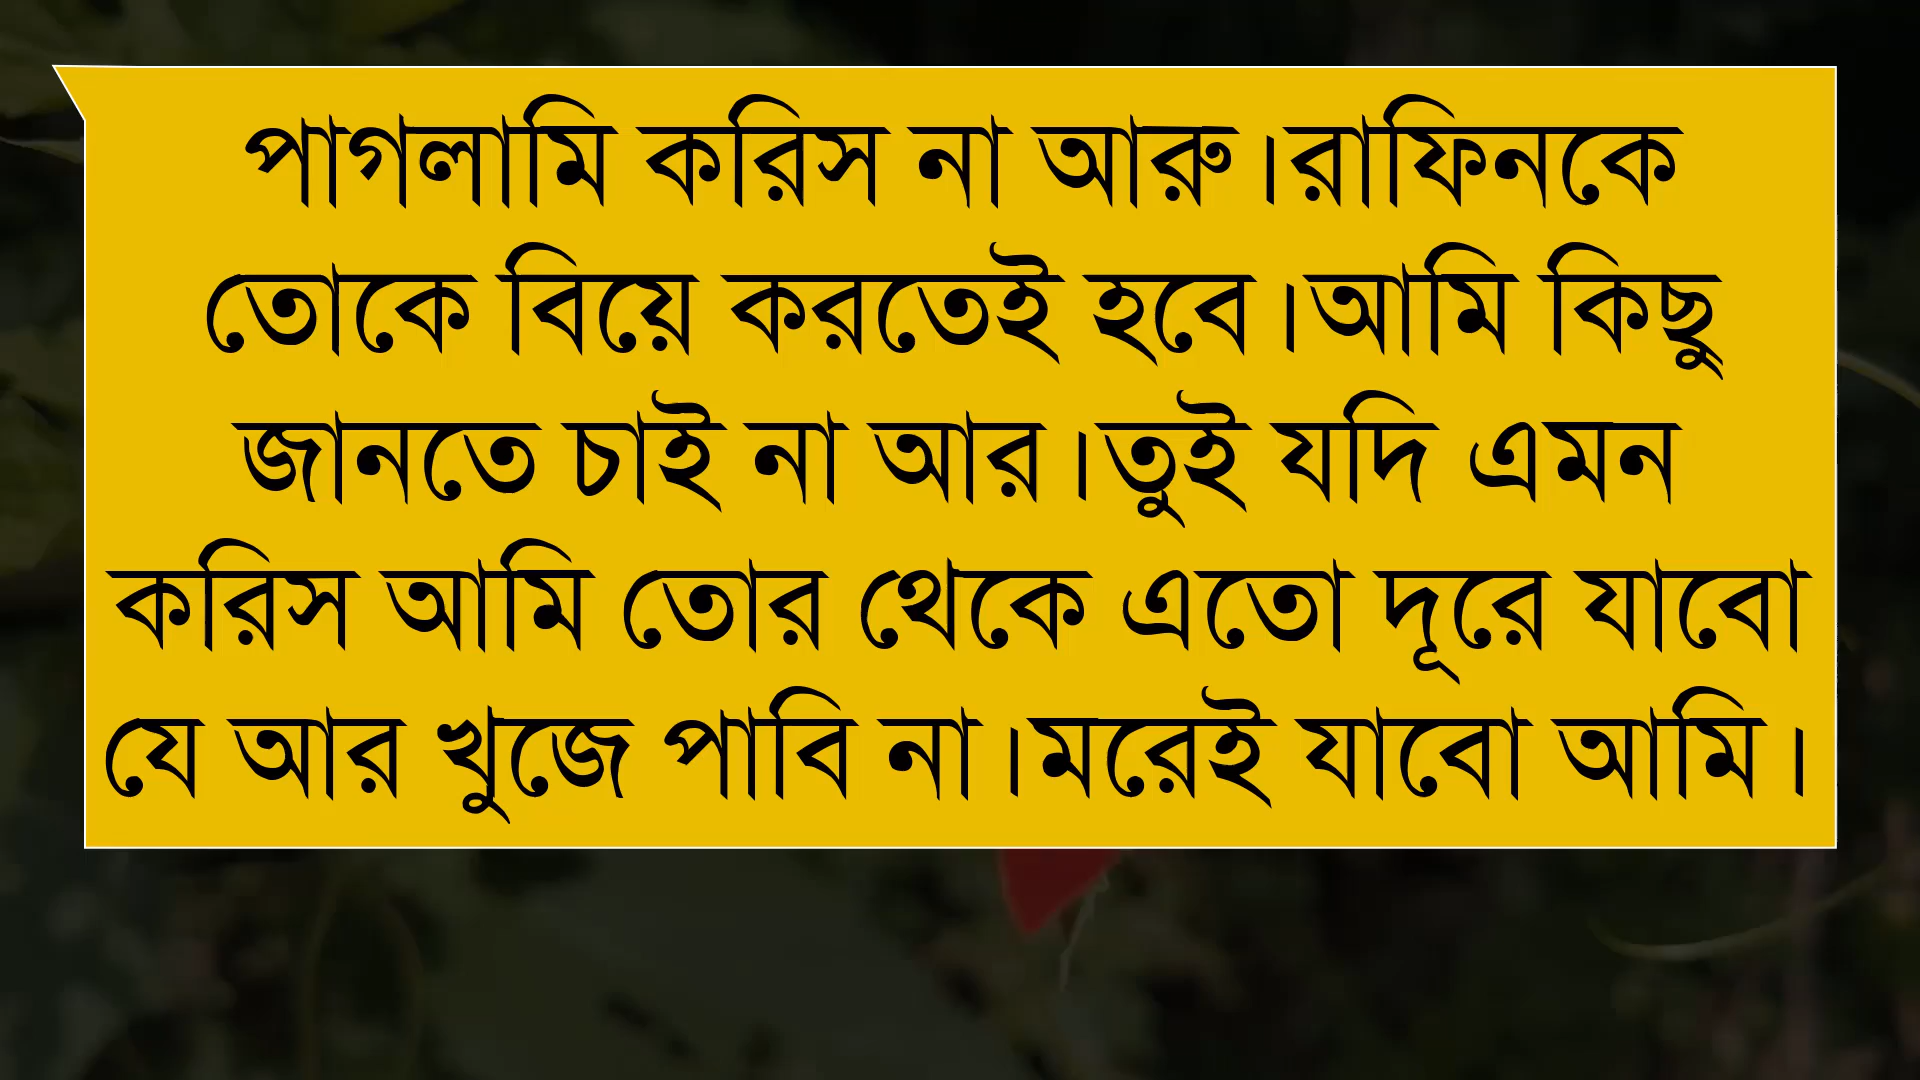 পাগলামি করিস না আরু।রাফিনকে
তোকে বিয়ে করতেই হবে।আমি কিছু
জানতে চাই না আর।তুই যদি এমন
করিস আমি তোর থেকে এতো দূরে যাবো
যে আর খুজে পাবি না।মরেই যাবো আমি।